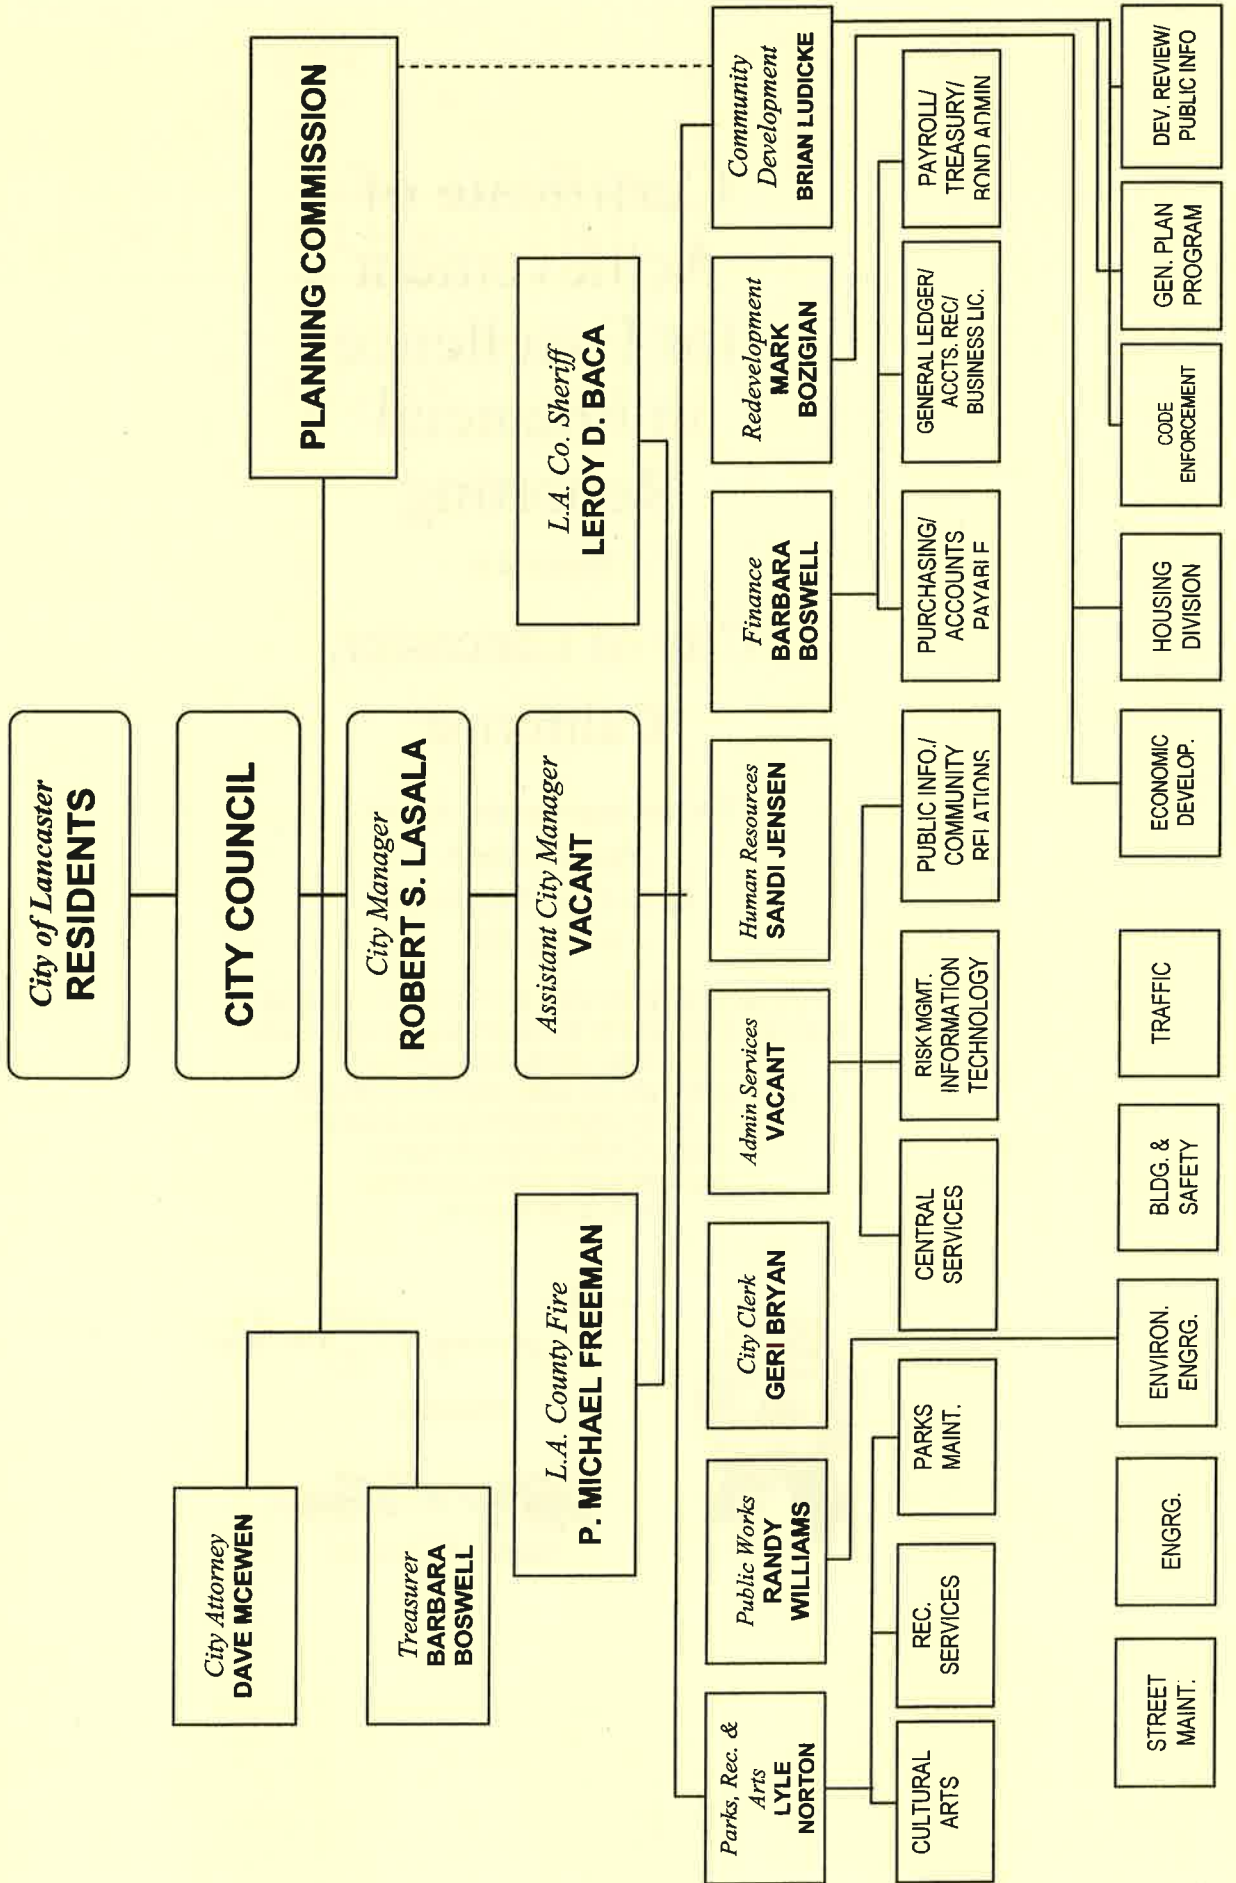 City of Lancaster
RESIDENTS
CITY COUNCIL
PLANNING COMMISSION
City Attorney
DAVE MCEWEN
Treasurer
BARBARA
BOSWELL
City Manager
ROBERT S. LASALA
Assistant City Manager
VACANT
L.A. County Fire
P. MICHAEL FREEMAN
L.A. Co. Sheriff
LEROY D. BACA
Parks, Rec. &
Arts
LYLE
NORTON
Public Works
RANDY
WILLIAMS
City Clerk
GERI BRYAN
Admin Services
VACANT
Human Resources
SANDI JENSEN
Finance
BARBARA
BOSWELL
Redevelopment
MARK
BOZIGIAN
Community
Development
BRIAN LUDICKE
CULTURAL
ARTS
REC.
SERVICES
PARKS
MAINT.
CENTRAL
SERVICES
RISK MGMT.
INFORMATION
TECHNOLOGY
PUBLIC INFO./
COMMUNITY
RELATIONS
PURCHASING/
ACCOUNTS
PAYABLE
GENERAL LEDGER/
ACCTS. REC/
BUSINESS LIC.
PAYROLL/
TREASURY/
BOND ADMIN
STREET
MAINT.
ENGRG.
ENVIRON.
ENGRG.
BLDG. &
SAFETY
TRAFFIC
ECONOMIC
DEVELOP.
HOUSING
DIVISION
CODE
ENFORCEMENT
GEN. PLAN
PROGRAM
DEV. REVIEW/
PUBLIC INFO